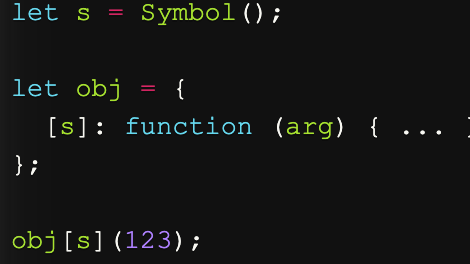 let s = Symbol();
let obj = {
  [s]: function (arg) { ... }
};
obj[s](123);